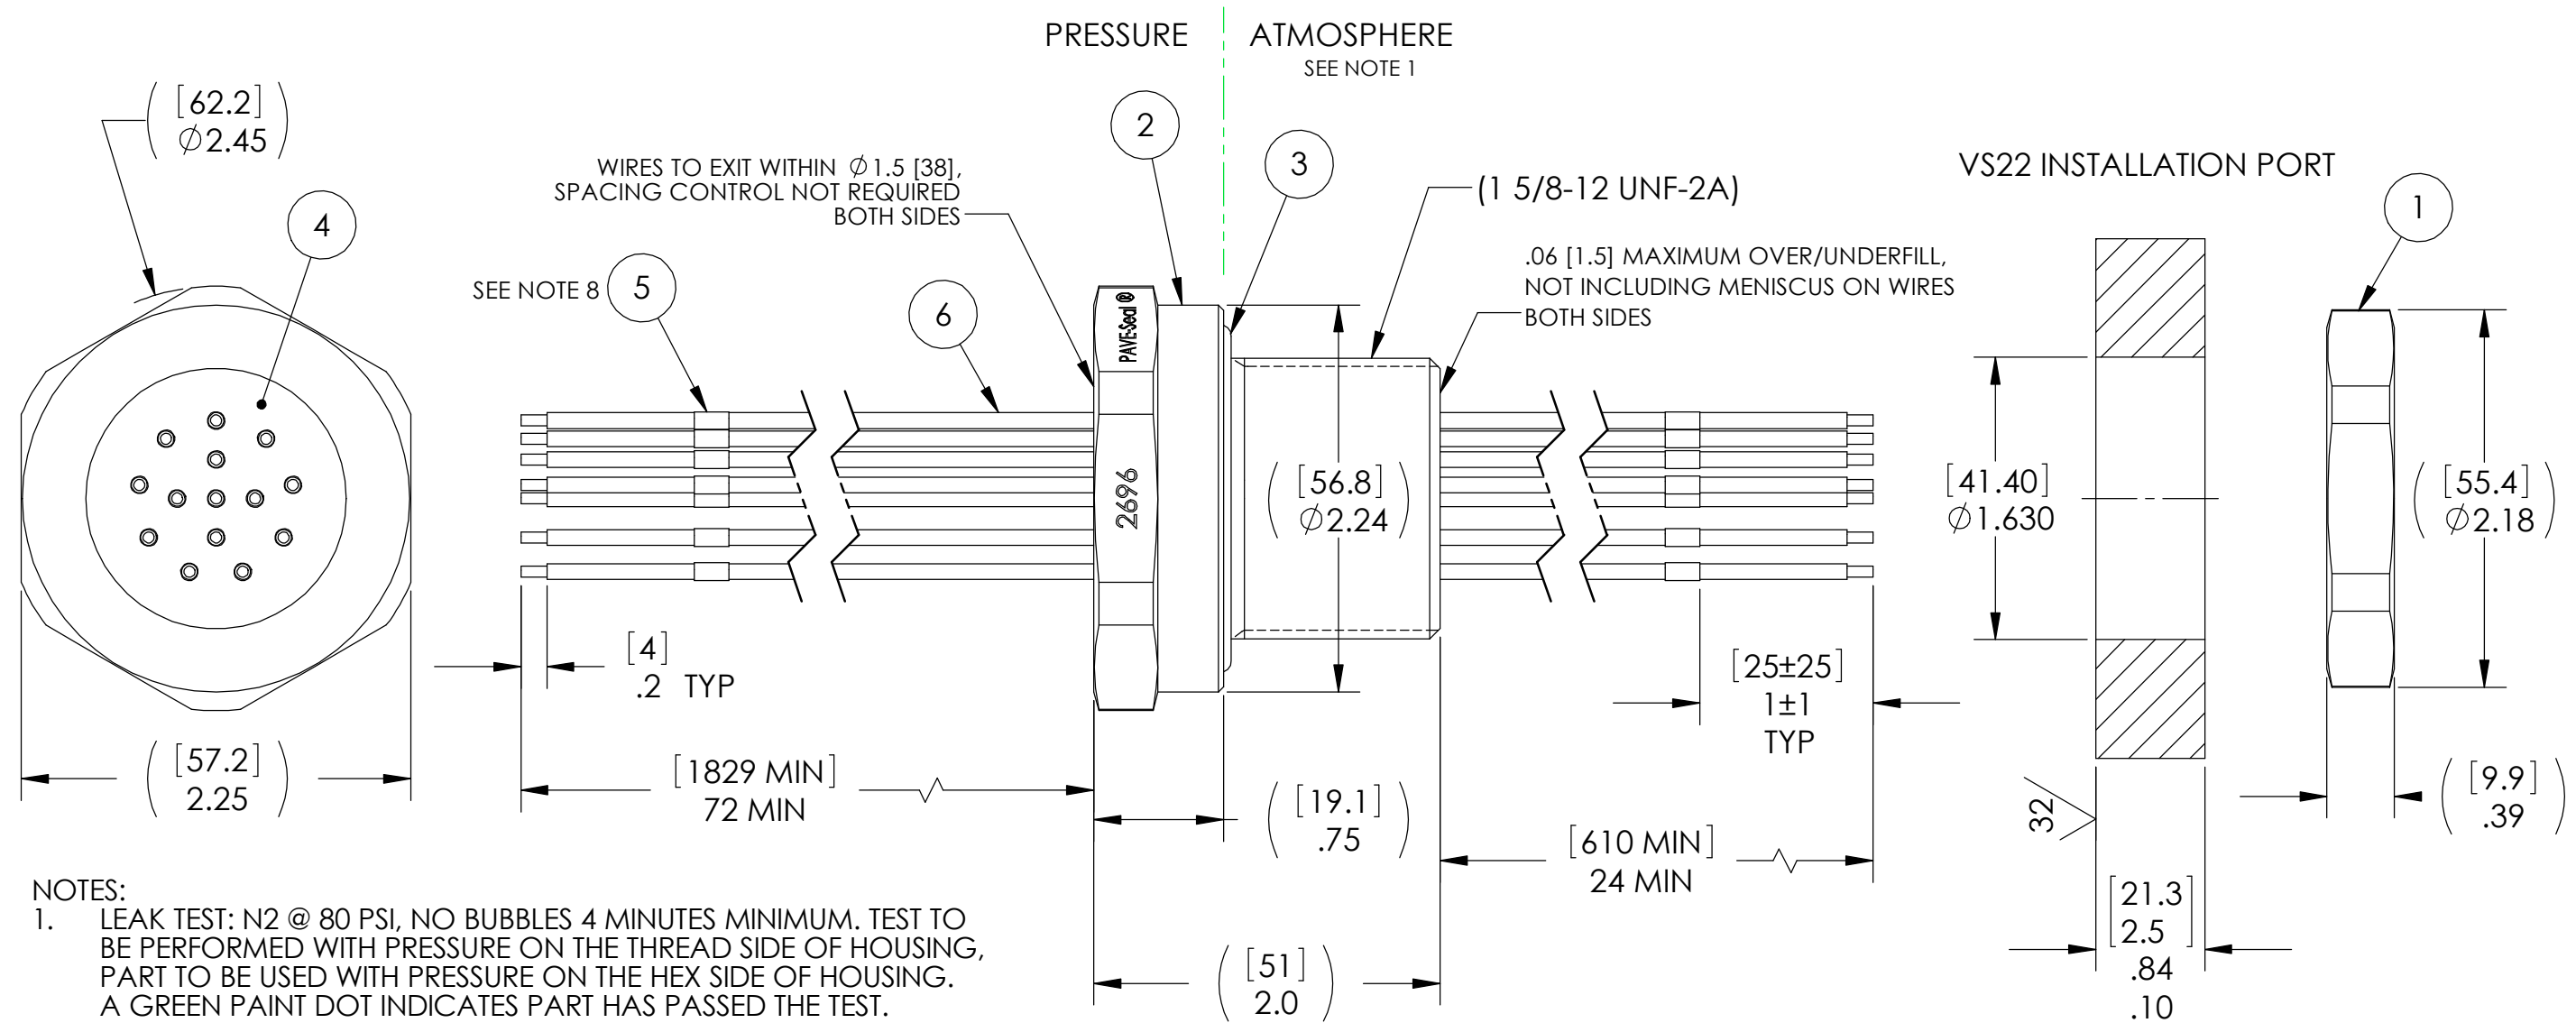 PRESSURE
ATMOSPHERE
SEE NOTE 1
[62.2]
∅2.45
4
WIRES TO EXIT WITHIN ∅1.5 [38],
SPACING CONTROL NOT REQUIRED
BOTH SIDES
2
3
(1 5/8-12 UNF-2A)
VS22 INSTALLATION PORT
1
SEE NOTE 8
5
6
.06 [1.5] MAXIMUM OVER/UNDERFILL,
NOT INCLUDING MENISCUS ON WIRES
BOTH SIDES
PAVE-Seal ®
2696
[56.8]
∅2.24
[41.40]
∅1.630
[55.4]
∅2.18
[4]
.2 TYP
[25±25]
1±1
TYP
[57.2]
2.25
[1829 MIN]
72 MIN
[19.1]
.75
[610 MIN]
24 MIN
32
[9.9]
.39
[21.3
2.5]
.84
.10
[51]
2.0
NOTES:
1. LEAK TEST: N2 @ 80 PSI, NO BUBBLES 4 MINUTES MINIMUM. TEST TO
BE PERFORMED WITH PRESSURE ON THE THREAD SIDE OF HOUSING,
PART TO BE USED WITH PRESSURE ON THE HEX SIDE OF HOUSING.
A GREEN PAINT DOT INDICATES PART HAS PASSED THE TEST.